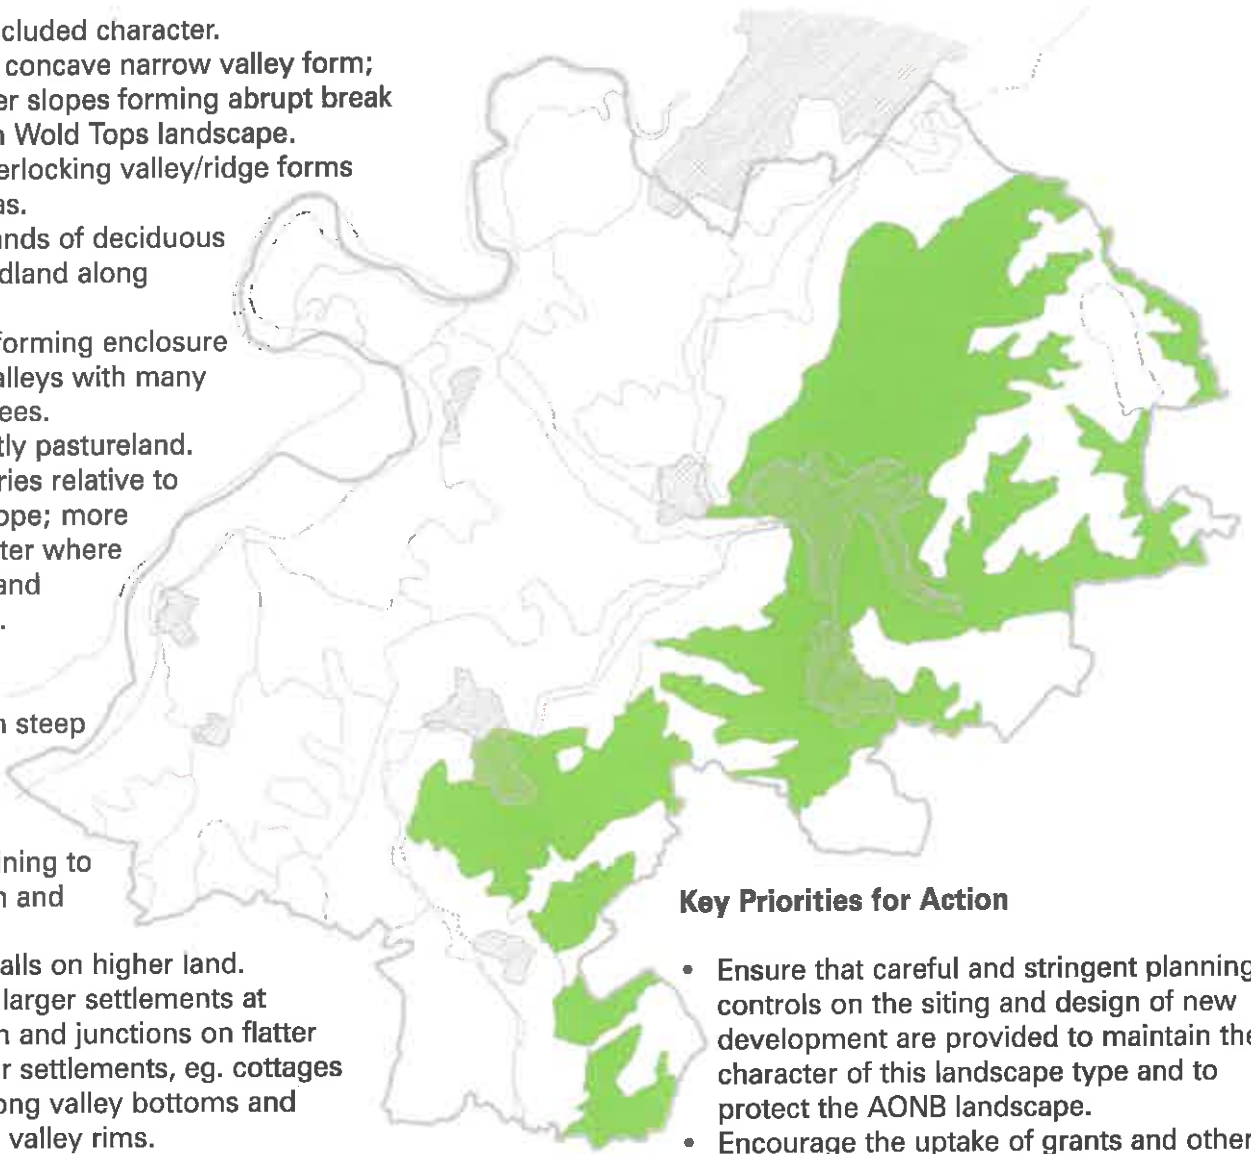 cluded character.
concave narrow valley form;
er slopes forming abrupt break
Wold Tops landscape.
erlocking valley/ridge forms
as.
ands of deciduous
dland along
forming enclosure
alleys with many
ees.
tly pastureland.
ries relative to
ope; more
ter where
and
steep
ining to
and
alls on higher land.
larger settlements at
and junctions on flatter
r settlements, eg. cottages
ong valley bottoms and
valley rims.
Key Priorities for Action
• Ensure that careful and stringent planning
controls on the siting and design of new
development are provided to maintain the
character of this landscape type and to
protect the AONB landscape.
• Encourage the uptake of grants and other